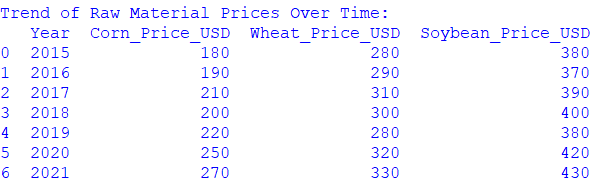 Trend of Raw Material Prices Over Time:
   Year  Corn_Price_USD  Wheat_Price_USD  Soybean_Price_USD
0  2015             180              280                380
1  2016             190              290                370
2  2017             210              310                390
3  2018             200              300                400
4  2019             220              280                380
5  2020             250              320                420
6  2021             270              330                430